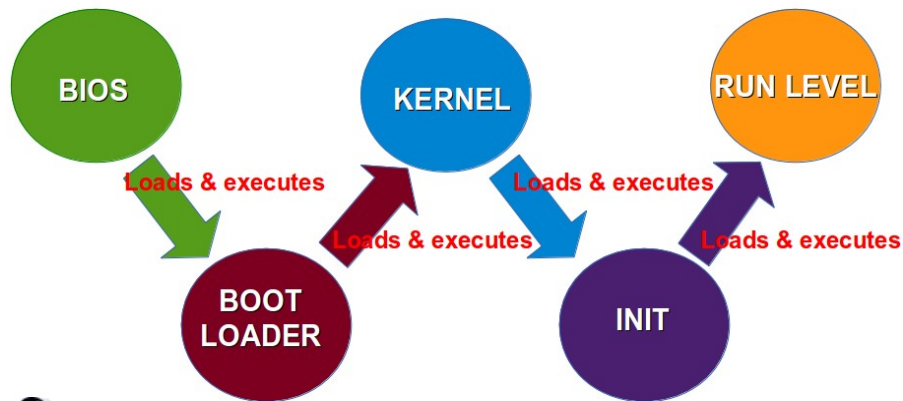 BIOS
Loads & executes
BOOT
LOADER
Loads & executes
KERNEL
Loads & executes
INIT
Loads & executes
RUN LEVEL